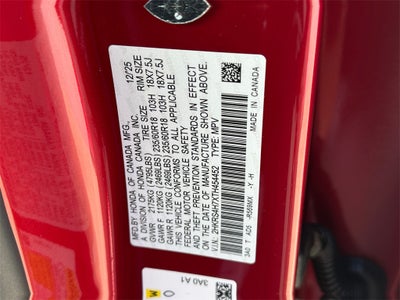 MFD. BY HONDA OF CANADA MFG., 12/25
A DIVISION OF HONDA CANADA INC.
TIRE SIZE RIM SIZE
GVWR 2175KG (4795LBS)
GAWR F 1120KG (2469LBS) 235/60R18 103H 18X7.5J
GAWR R 1120KG (2469LBS) 235/60R18 103H 18X7.5J
THIS VEHICLE CONFORMS TO ALL APPLICABLE
FEDERAL MOTOR VEHICLE SAFETY
AND THEFT PREVENTION STANDARDS IN EFFECT
ON THE DATE OF MANUFACTURE SHOWN ABOVE.
V.I.N.: 2HKRS4H7XTH454452 TYPE: MPV
3A0 T AD5 -R598MX -Y -H
MADE IN CANADA
3A0 A1